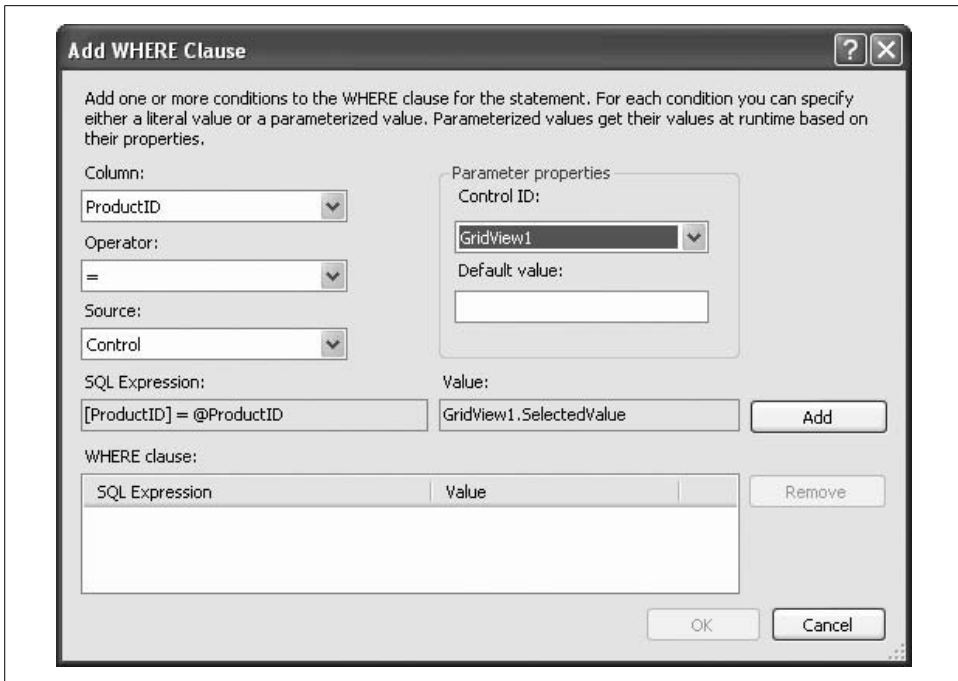 Add WHERE Clause
Add one or more conditions to the WHERE clause for the statement. For each condition you can specify
either a literal value or a parameterized value. Parameterized values get their values at runtime based on
their properties.
Column:
ProductID
Operator:
=
Source:
Control
Parameter properties
Control ID:
GridView1
Default value:
SQL Expression:
[ProductID] = @ProductID
Value:
GridView1.SelectedValue
Add
WHERE clause:
SQL Expression
Value
Remove
OK
Cancel